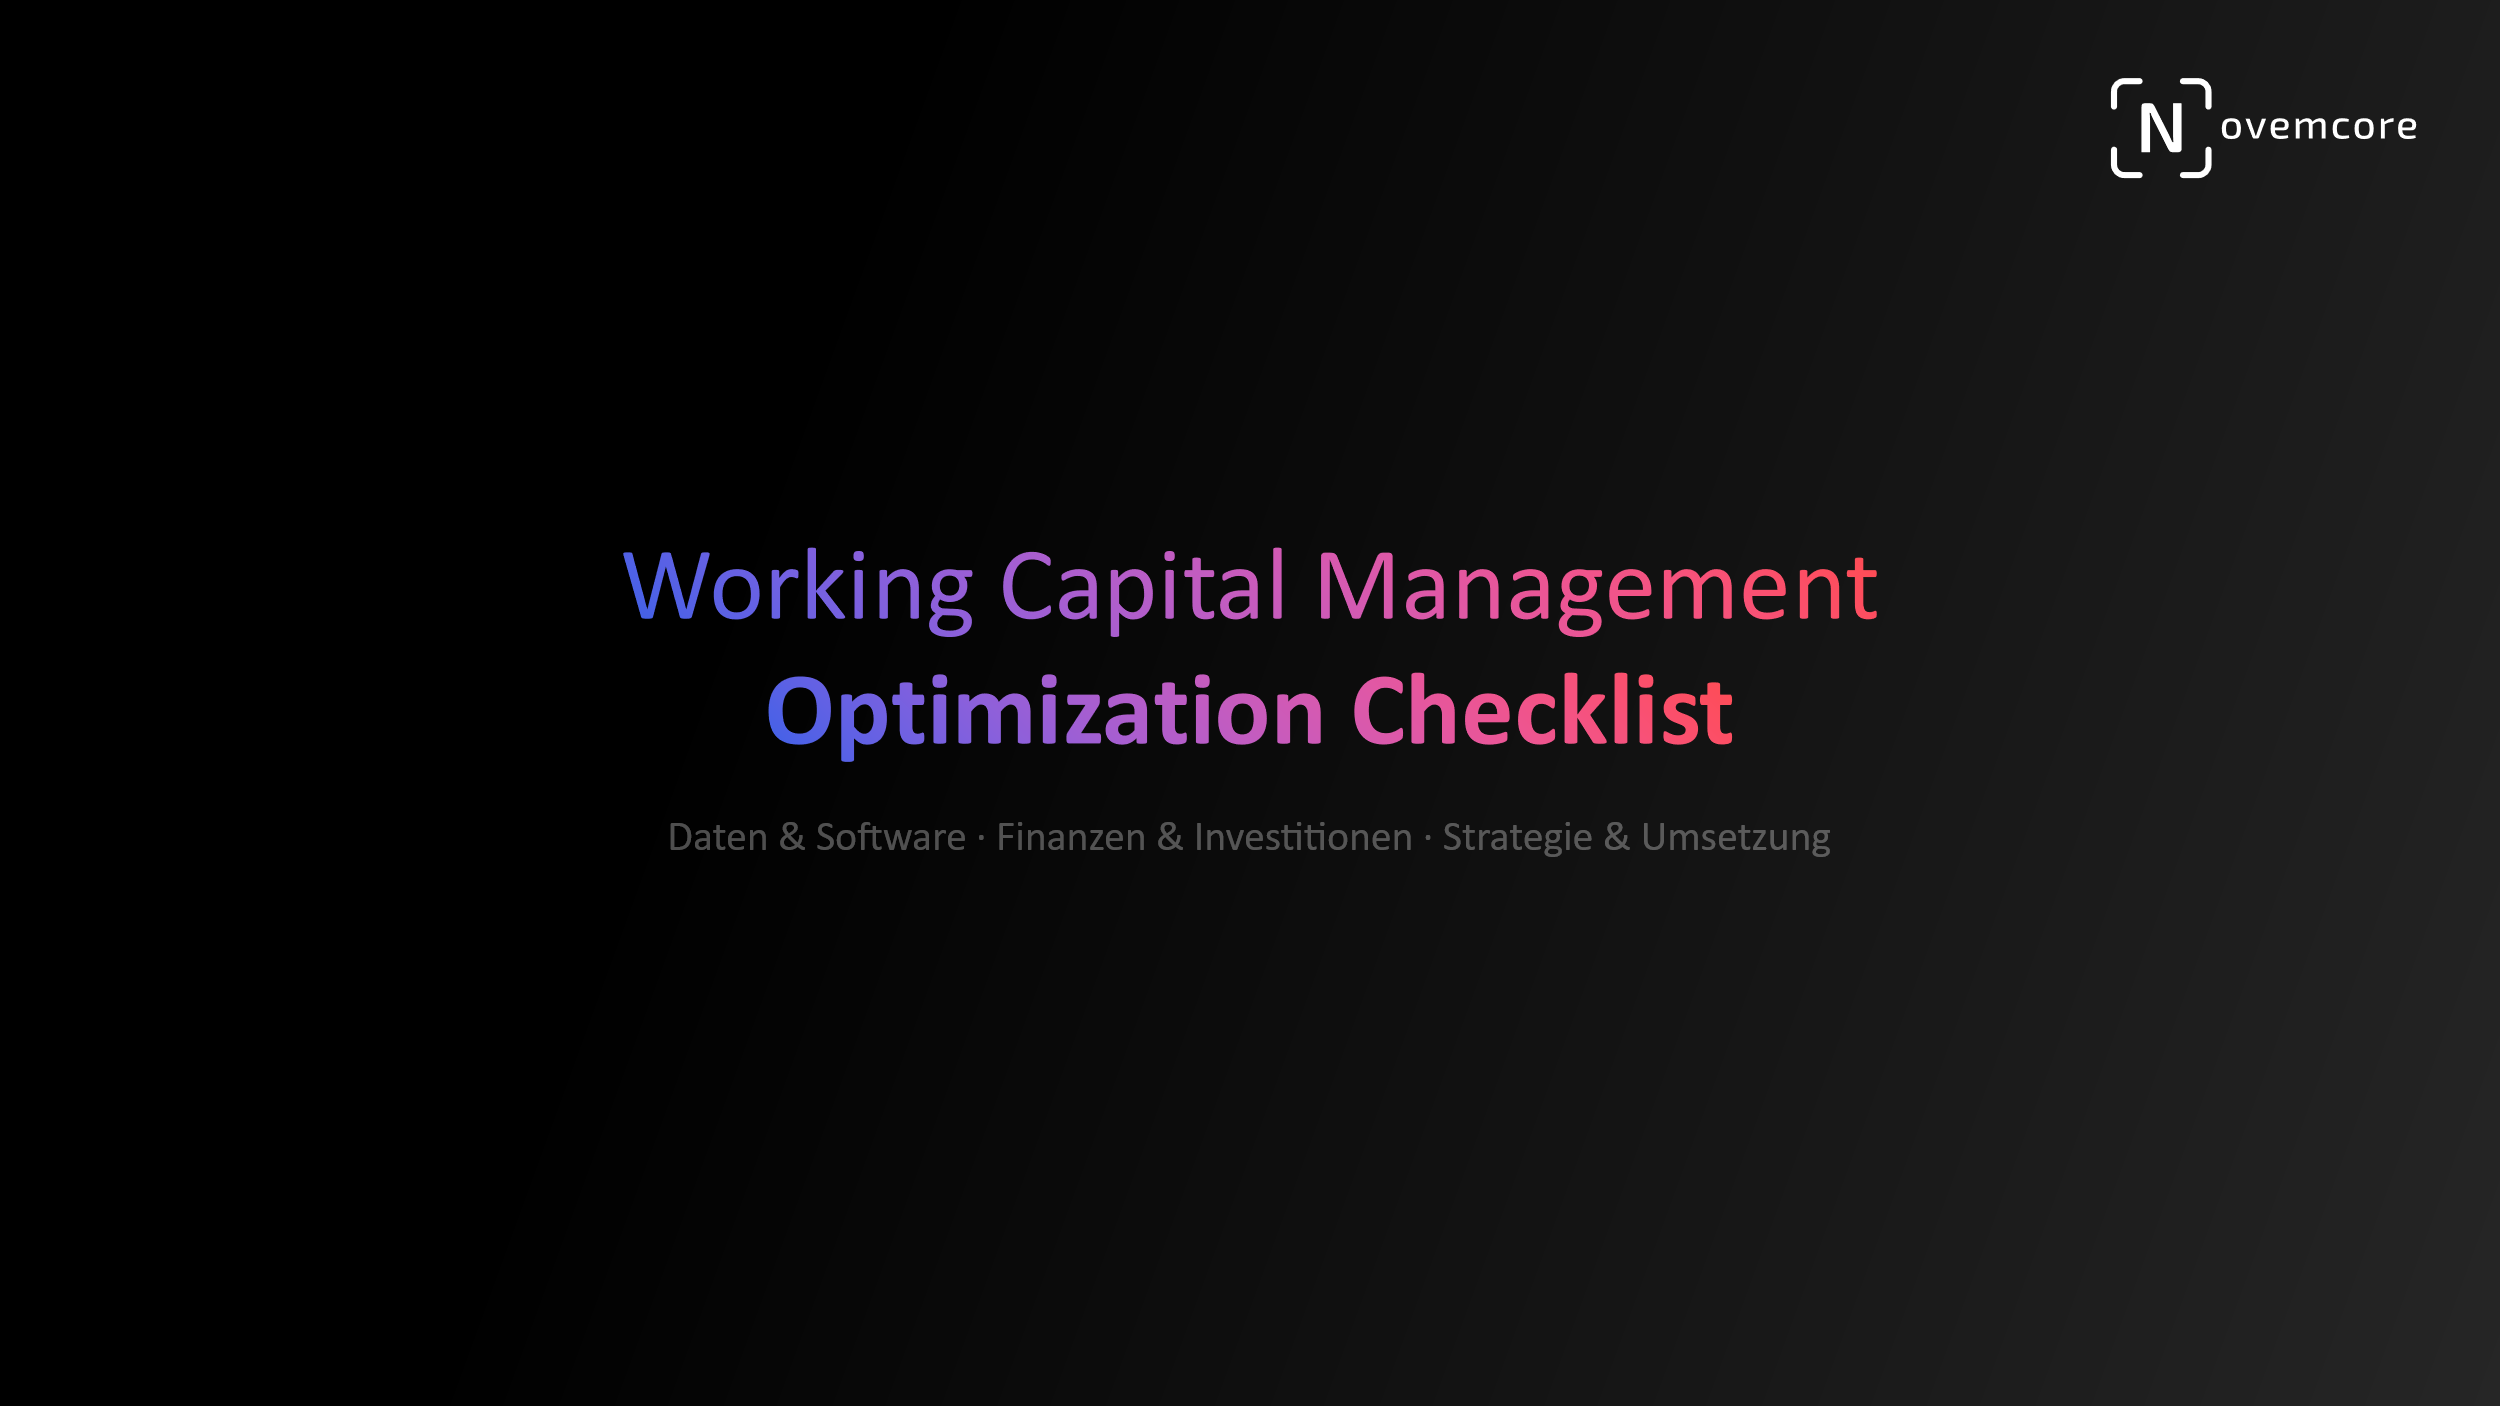 Novemcore
Working Capital Management
Optimization Checklist
Daten & Software · Finanzen & Investitionen · Strategie & Umsetzung